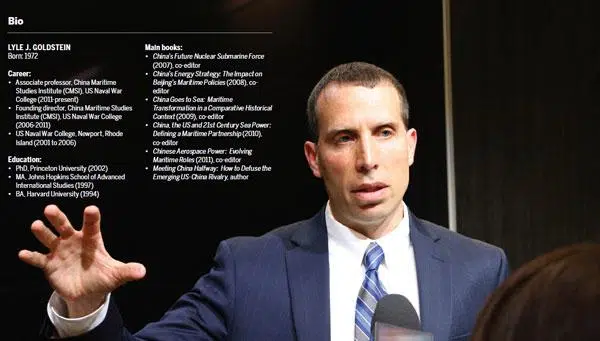 Bio
LYLE J. GOLDSTEIN
Born: 1972
Career:
• Associate professor, China Maritime
Studies Institute (CMSI), US Naval War
College (2011-present)
• Founding director, China Maritime Studies
Institute (CMSI), US Naval War College
(2006-2011)
• US Naval War College, Newport, Rhode
Island (2001 to 2006)
Education:
• PhD, Princeton University (2002)
• MA, Johns Hopkins School of Advanced
International Studies (1997)
• BA, Harvard University (1994)
Main books:
• China's Future Nuclear Submarine Force
(2007), co-editor
• China's Energy Strategy: The Impact on
Beijing's Maritime Policies (2008), co-
editor
• China Goes to Sea: Maritime
Transformation in a Comparative Historical
Context (2009), co-editor
• China, the US and 21st Century Sea Power:
Defining a Maritime Partnership (2010),
co-editor
• Chinese Aerospace Power: Evolving
Maritime Roles (2011), co-editor
• Meeting China Halfway: How to Defuse the
Emerging US-China Rivalry, author